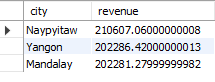 city revenue
Naypyitaw 210607.06000000008
Yangon 202286.42000000013
Mandalay 202281.27999999982